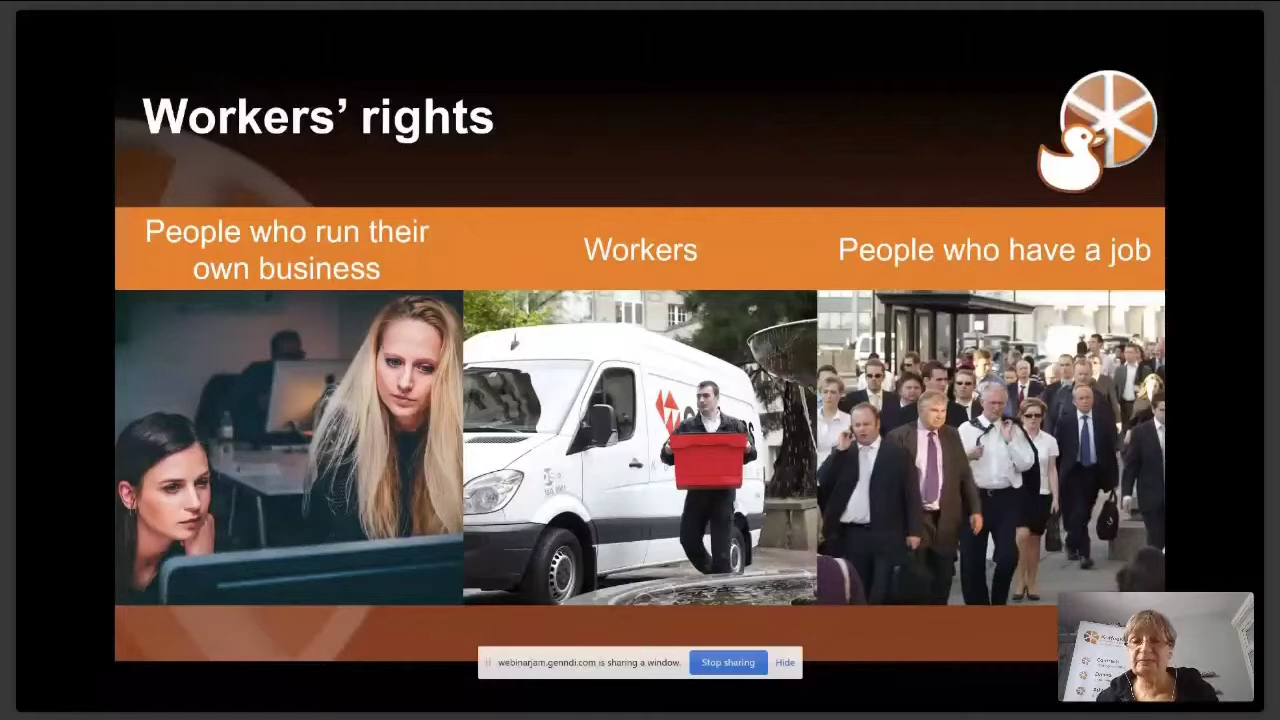 Workers’ rights
People who run their
own business
Workers
People who have a job
webinarjam.genndi.com is sharing a window.
Stop sharing
Hide